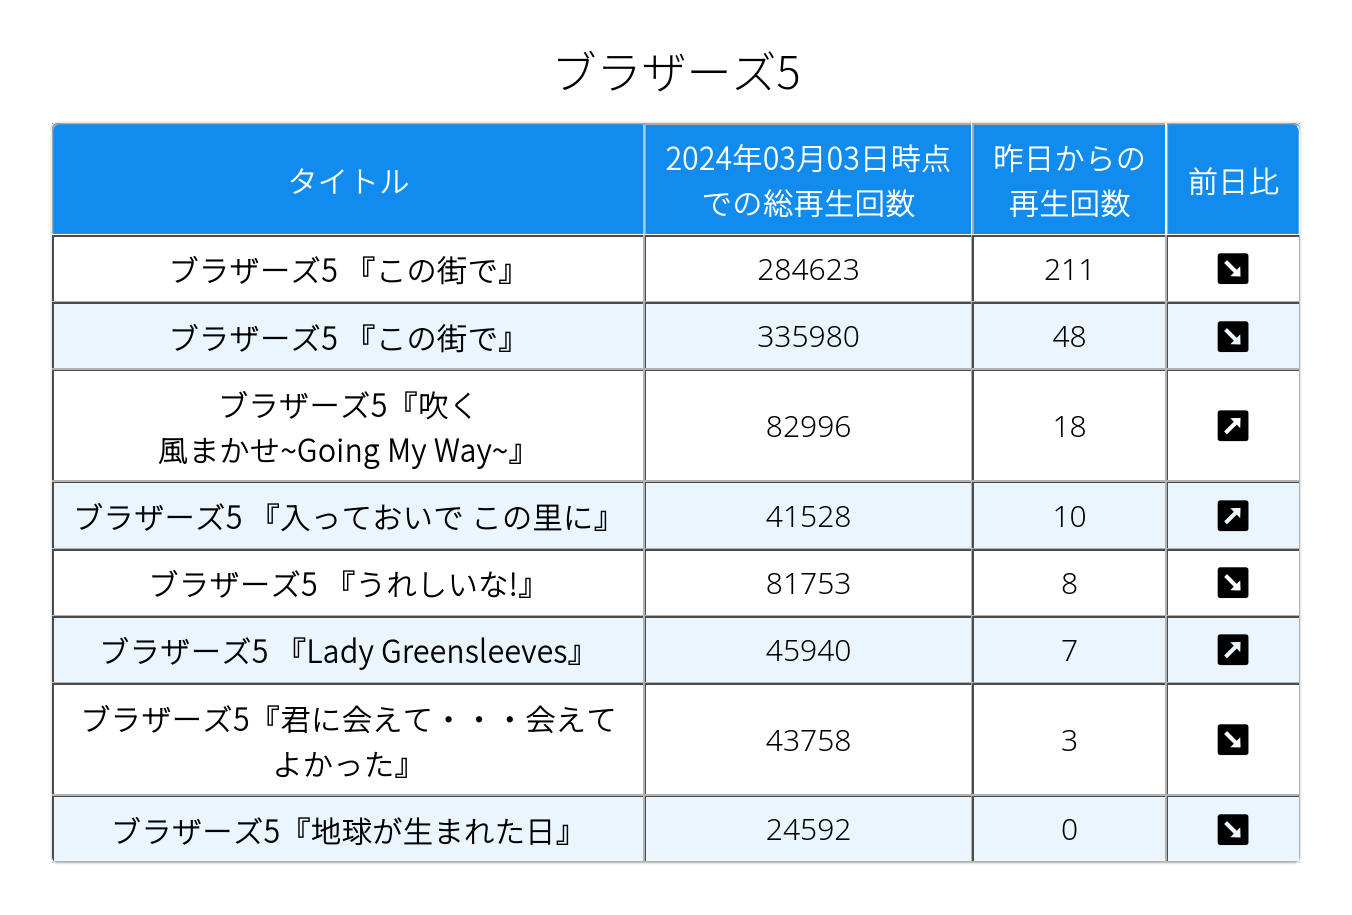 ブラザーズ5
タイトル
2024年03月03日時点
での総再生回数
昨日からの
再生回数
前日比
ブラザーズ5 『この街で』
284623
211
↘
ブラザーズ5 『この街で』
335980
48
↘
ブラザーズ5『吹く
風まかせ~Going My Way~』
82996
18
↗
ブラザーズ5 『入っておいで この里に』
41528
10
↗
ブラザーズ5 『うれしいな!』
81753
8
↘
ブラザーズ5 『Lady Greensleeves』
45940
7
↗
ブラザーズ5『君に会えて・・・会えて
よかった』
43758
3
↘
ブラザーズ5『地球が生まれた日』
24592
0
↘